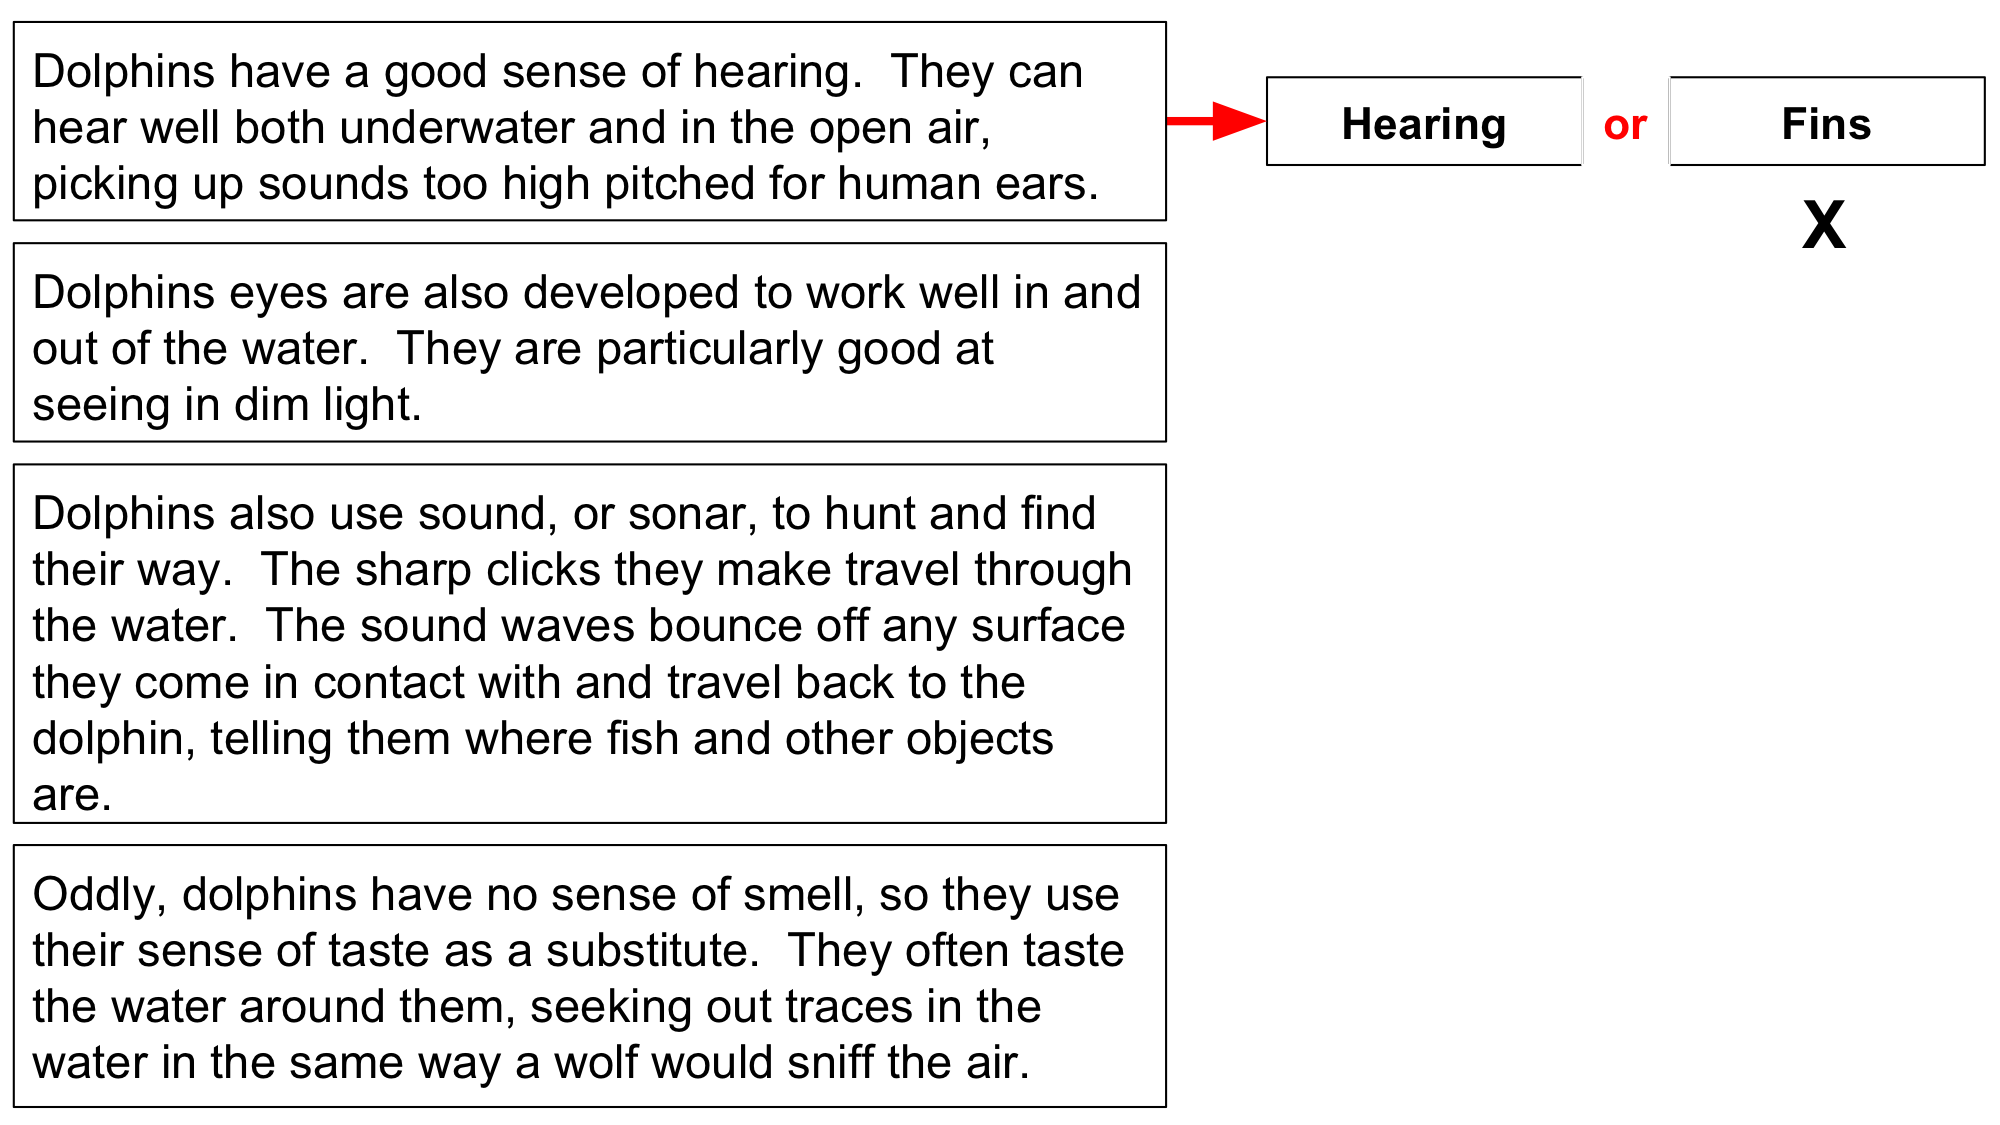 Dolphins have a good sense of hearing.  They can
hear well both underwater and in the open air,
picking up sounds too high pitched for human ears.
Hearing or Fins
X
Dolphins eyes are also developed to work well in and
out of the water.  They are particularly good at
seeing in dim light.
Dolphins also use sound, or sonar, to hunt and find
their way.  The sharp clicks they make travel through
the water.  The sound waves bounce off any surface
they come in contact with and travel back to the
dolphin, telling them where fish and other objects
are.
Oddly, dolphins have no sense of smell, so they use
their sense of taste as a substitute.  They often taste
the water around them, seeking out traces in the
water in the same way a wolf would sniff the air.